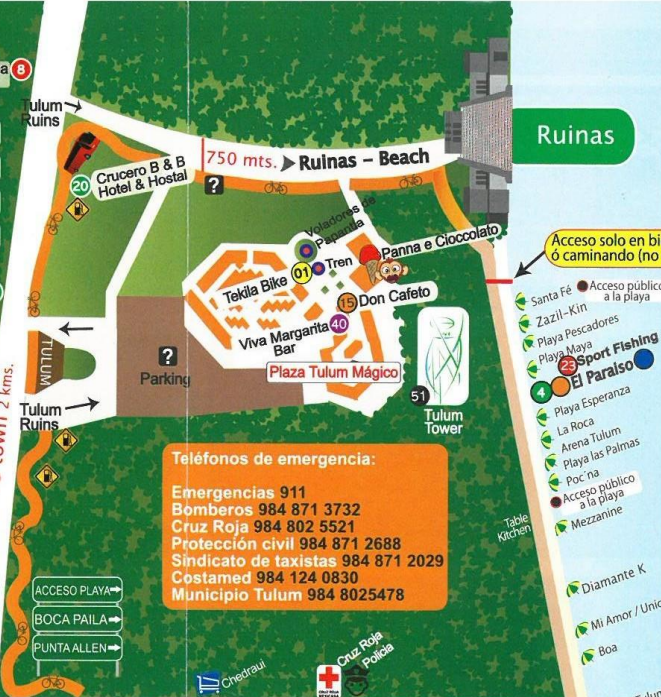 a 8
Tulum
Ruins
750 mts. Ruinas – Beach
Ruinas
20 Crucero B & B
Hotel & Hostal
?
Voladores de
Papantla
Tren
Panna e Cioccolato
Tekila Bike 01
15 Don Cafeto
Viva Margarita 40
Bar
Plaza Tulum Mágico
?
Parking
51
Tulum
Tower
TULUM
Tulum
Ruins
town 2 kms.
Acceso solo en bi
ó caminando (no
Santa Fé
Acceso público
a la playa
Zazil-Kin
Playa Pescadores
Playa Maya
23 Sport Fishing
4 El Paraíso
Playa Esperanza
La Roca
Arena Tulum
Playa las Palmas
Poc´na
Acceso público
a la playa
Mezzanine
Table
Kitchen
Diamante K
Mi Amor / Unic
Boa
Teléfonos de emergencia:
Emergencias 911
Bomberos 984 871 3732
Cruz Roja 984 802 5521
Protección civil 984 871 2688
Sindicato de taxistas 984 871 2029
Costamed 984 124 0830
Municipio Tulum 984 8025478
ACCESO PLAYA
BOCA PAILA
PUNTA ALLEN
Chedraui
Cruz Roja
Policia